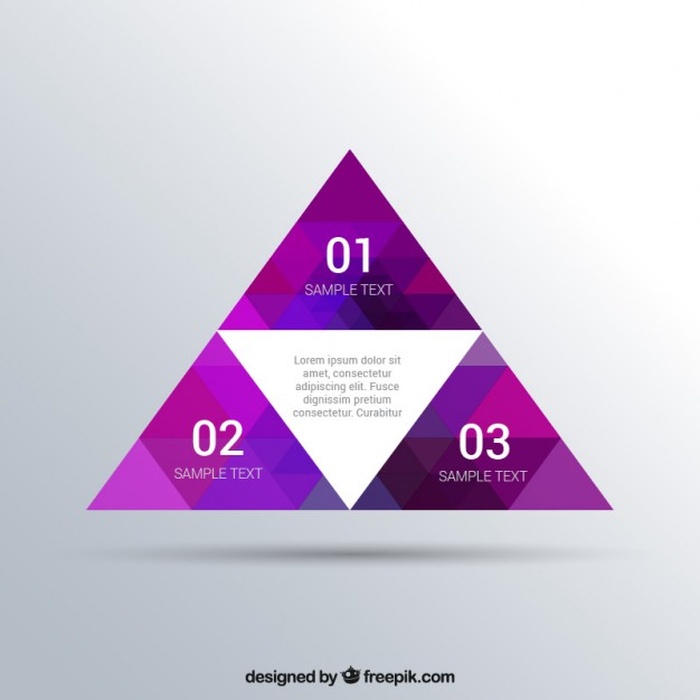 01
SAMPLE TEXT
Lorem ipsum dolor sit
amet, consectetur
adipiscing elit. Fusce
dignissim pretium
consectetur. Curabitur
02
SAMPLE TEXT
03
SAMPLE TEXT
designed by freepik.com